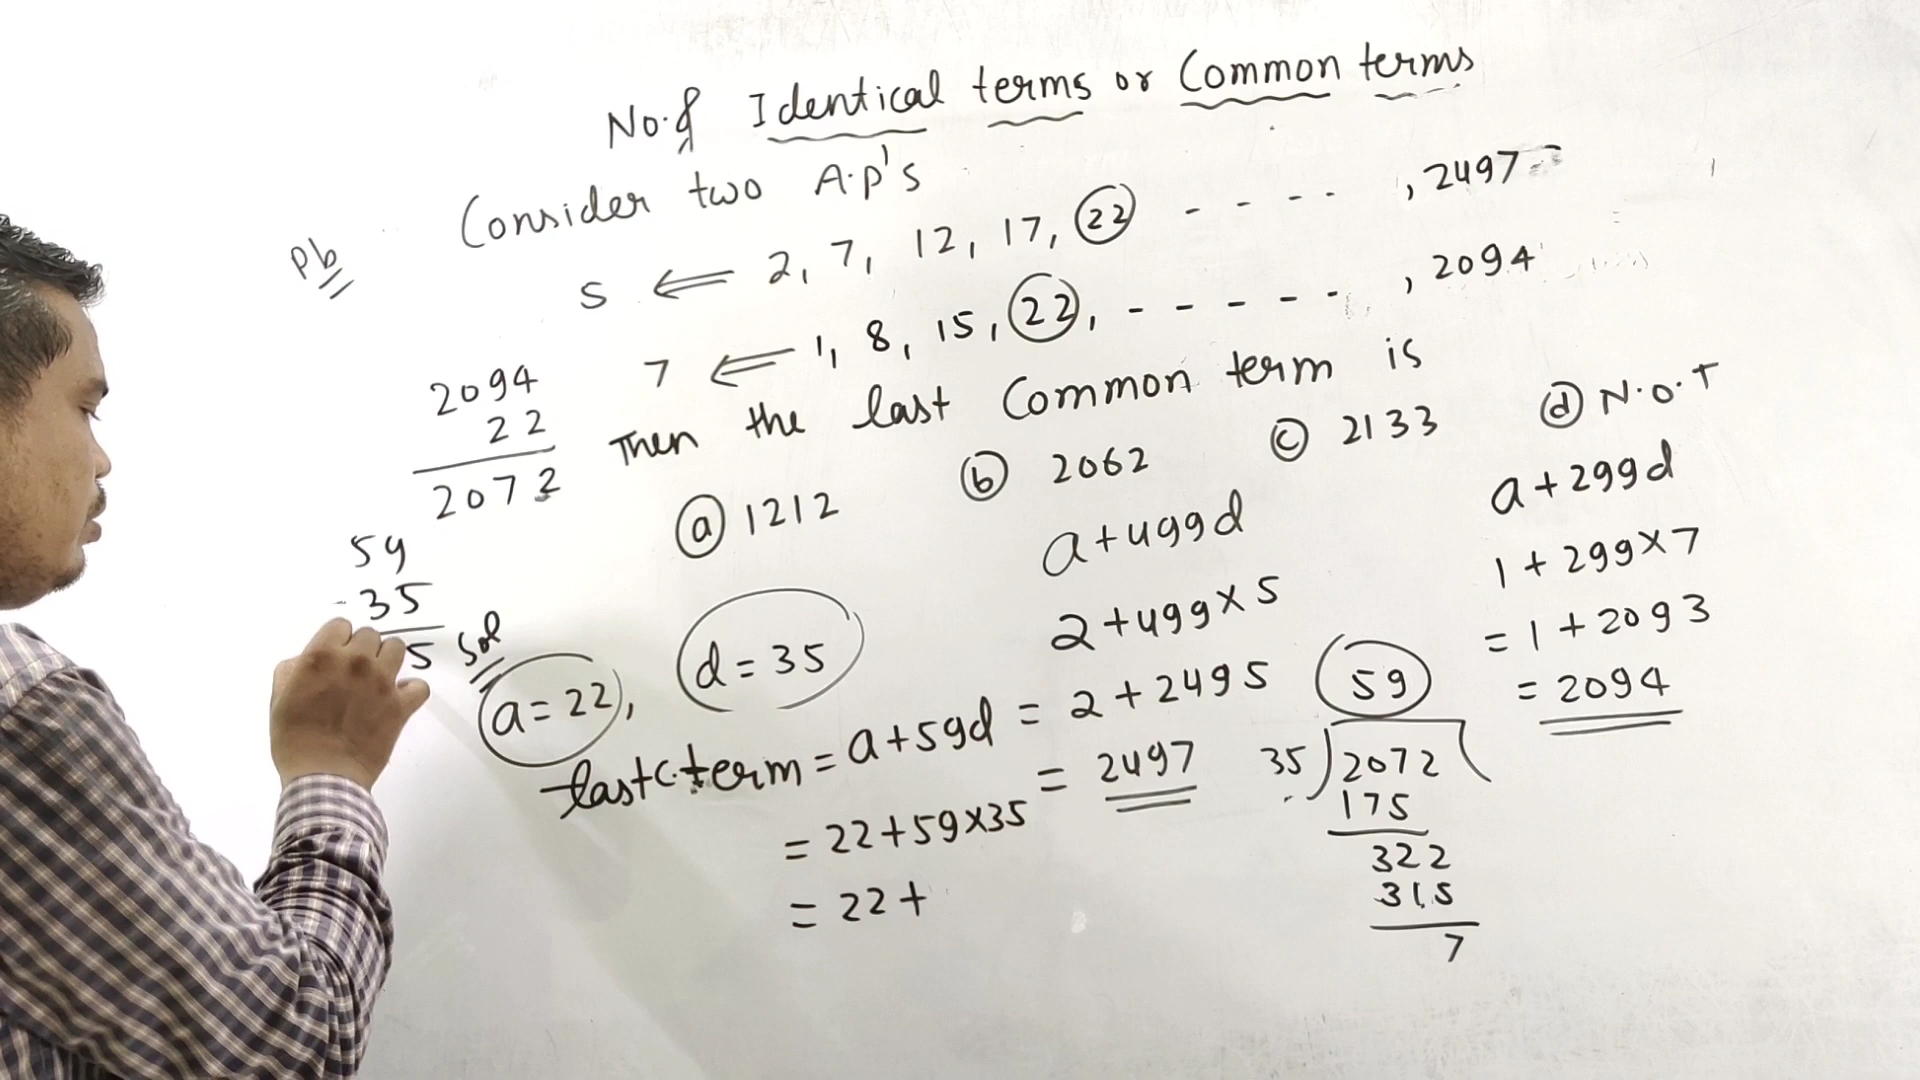 No. of Identical terms or Common terms
Pb Consider two A.P's
5 ⇐ 2, 7, 12, 17, 22 - - - - , 2497
7 ⇐ 1, 8, 15, 22, - - - - - , 2094
Then the last Common term is
(a) 1212 (b) 2062 (c) 2133 (d) N.O.T
2094
22
2072
59
35
5
Sol
a = 22, d = 35
last c. term = a + 59d
= 22 + 59 × 35
= 22 +
a + 499d
2 + 499 × 5
= 2 + 2495
= 2497
a + 299d
1 + 299 × 7
= 1 + 2093
= 2094
59
35 ) 2072 (
175
322
315
7